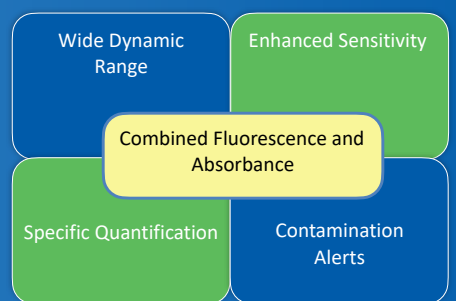 Wide Dynamic
Range
Enhanced Sensitivity
Combined Fluorescence and
Absorbance
Specific Quantification
Contamination
Alerts